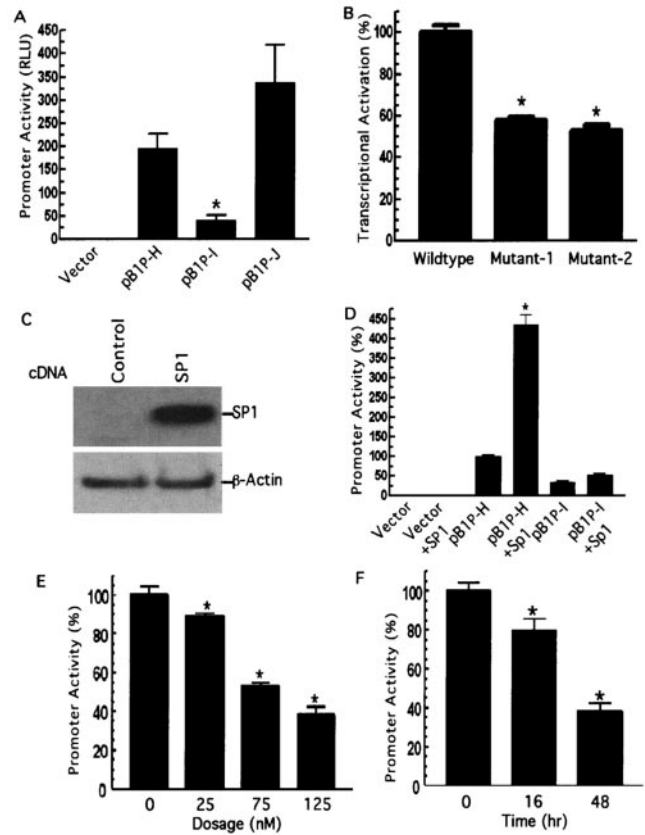 A
Promoter Activity (RLU)
450
400
350
300
250
200
150
100
50
0
*
Vector
pB1P-H
pB1P-I
pB1P-J
B
Transcriptional Activation (%)
100
80
60
40
20
0
*
*
Wildtype
Mutant-1
Mutant-2
C
cDNA
Control
SP1
SP1
β-Actin
D
Promoter Activity (%)
450
400
350
300
250
200
150
100
50
0
*
Vector
Vector
+SP1
pB1P-H
pB1P-H
+Sp1
pB1P-I
pB1P-I
+Sp1
E
Promoter Activity (%)
100
80
60
40
20
0
*
*
*
0 25 75 125
Dosage (nM)
F
Promoter Activity (%)
100
80
60
40
20
0
*
*
0 16 48
Time (hr)